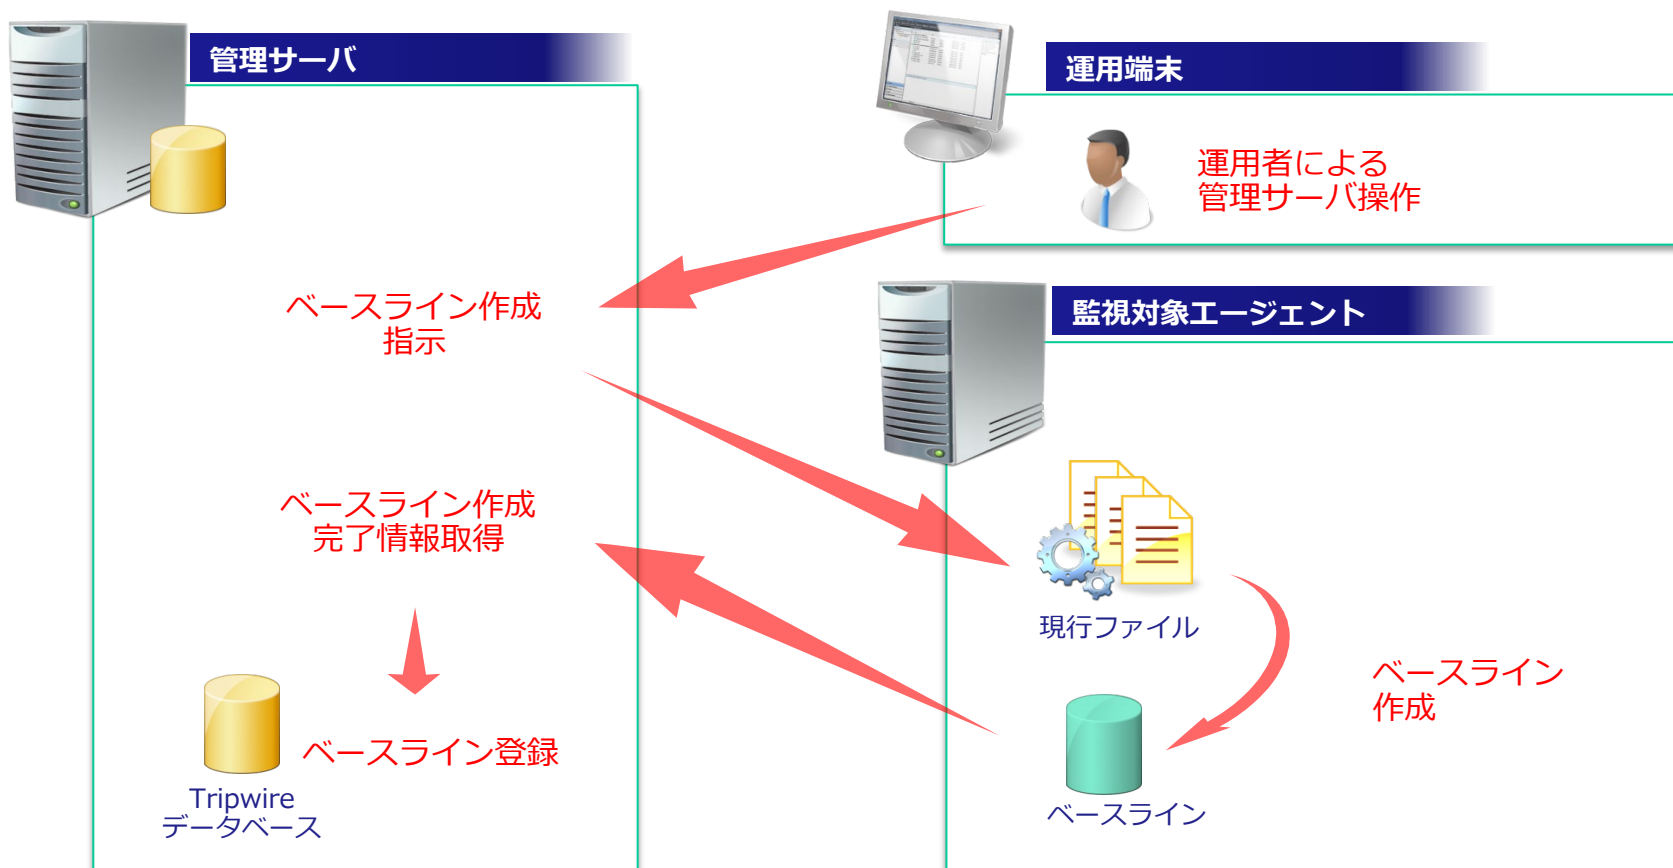 管理サーバ
運用端末
運用者による
管理サーバ操作
ベースライン作成
指示
監視対象エージェント
ベースライン作成
完了情報取得
現行ファイル
ベースライン
作成
ベースライン登録
Tripwire
データベース
ベースライン